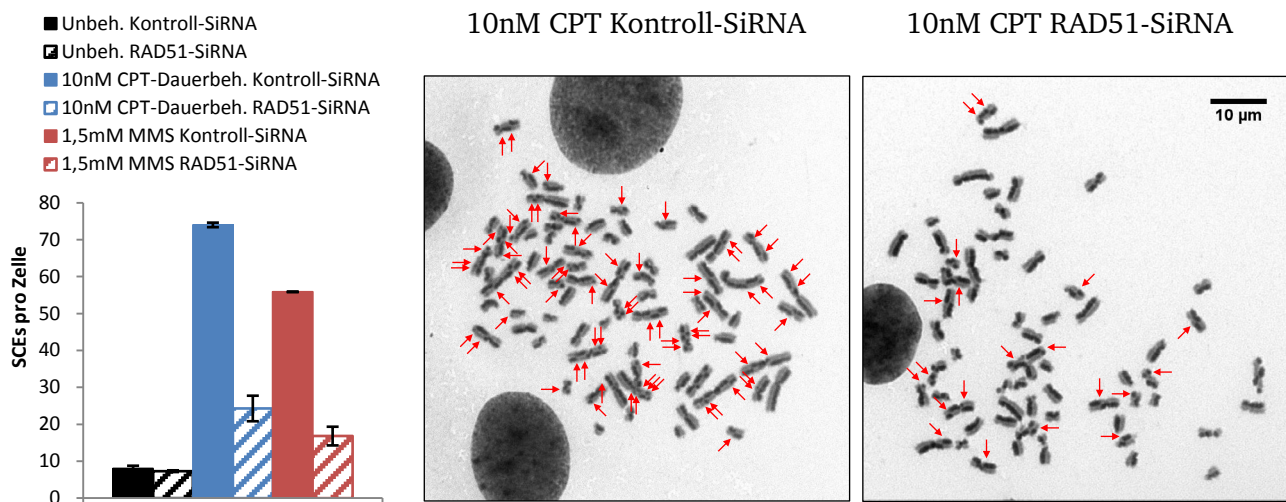 Unbeh. Kontroll-SiRNA
Unbeh. RAD51-SiRNA
10nM CPT-Dauerbeh. Kontroll-SiRNA
10nM CPT-Dauerbeh. RAD51-SiRNA
1,5mM MMS Kontroll-SiRNA
1,5mM MMS RAD51-SiRNA
SCEs pro Zelle
80
70
60
50
40
30
20
10
0
10nM CPT Kontroll-SiRNA
10nM CPT RAD51-SiRNA
10 µm